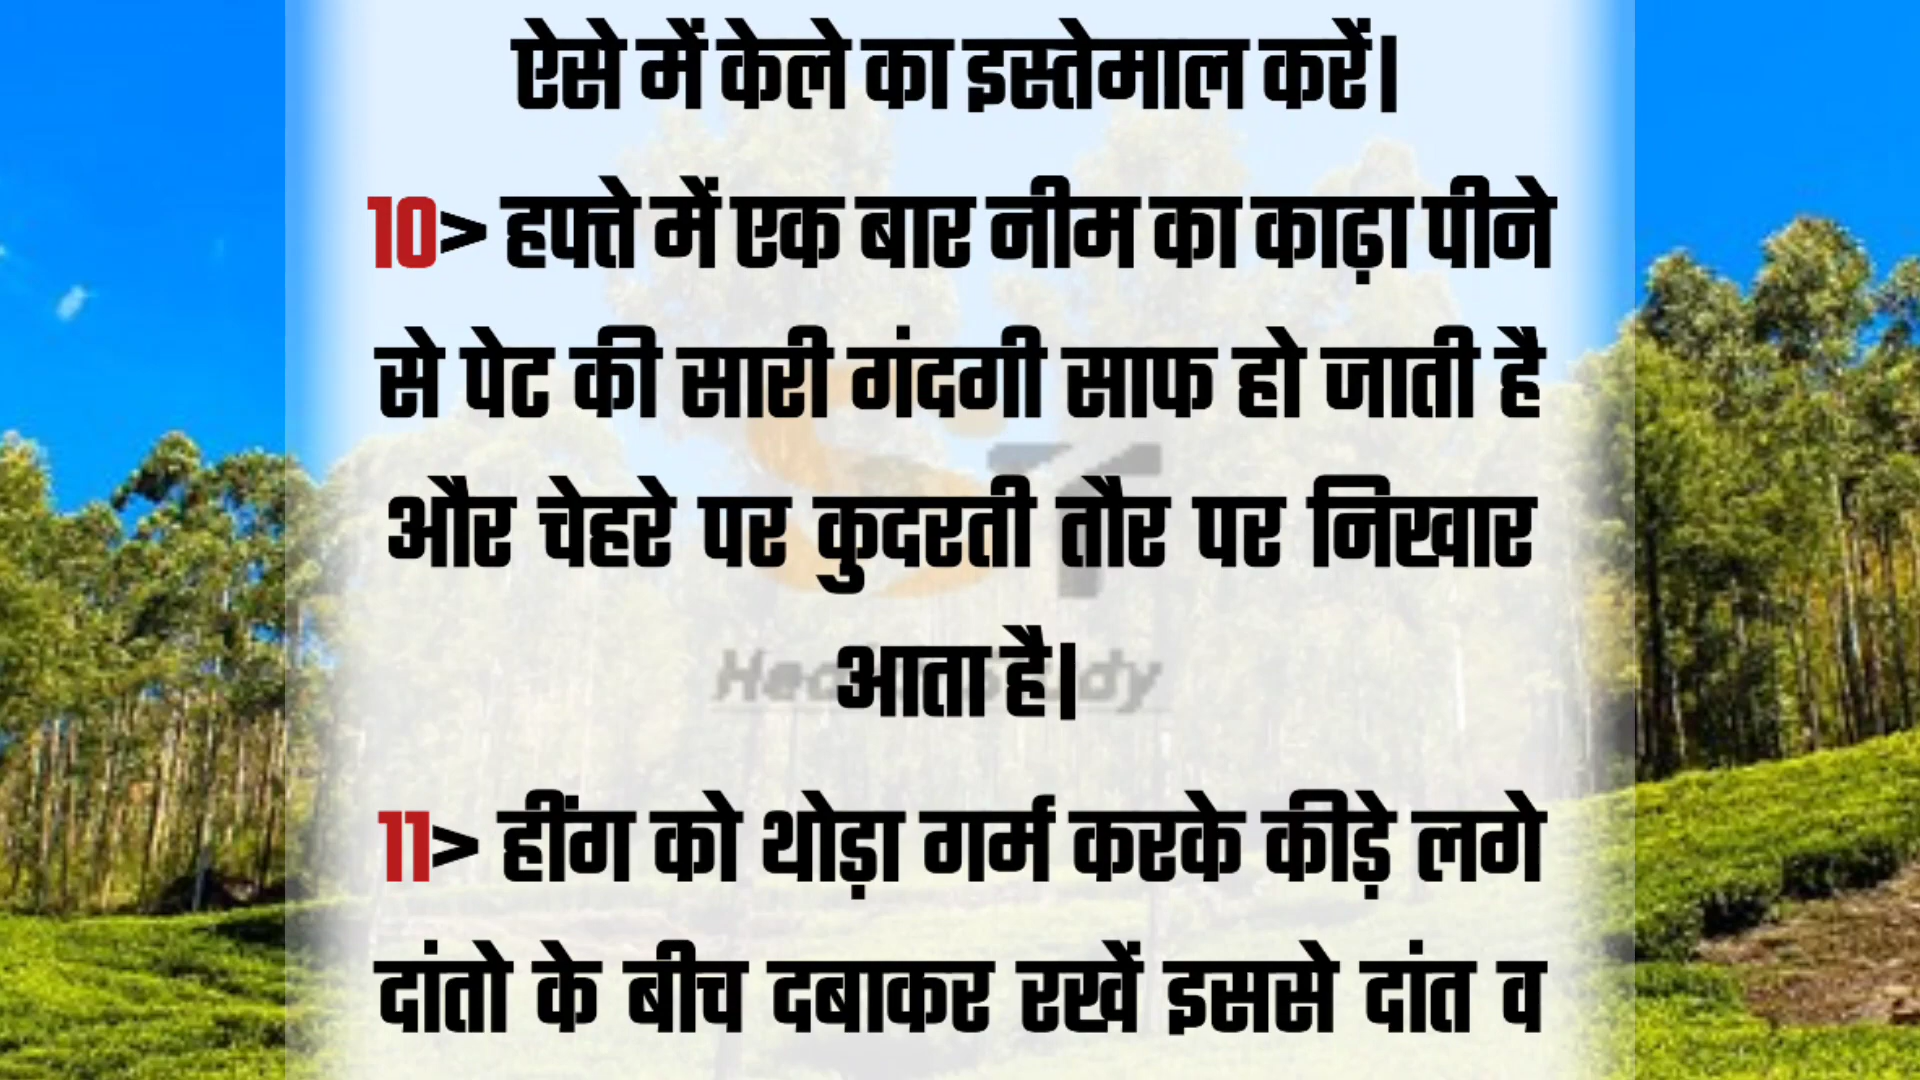 ऐसे में केले का इस्तेमाल करें।
10> हफ्ते में एक बार नीम का काढ़ा पीने
से पेट की सारी गंदगी साफ हो जाती है
और चेहरे पर कुदरती तौर पर निखार
आता है।
11> हींग को थोड़ा गर्म करके कीड़े लगे
दांतो के बीच दबाकर रखें इससे दांत व